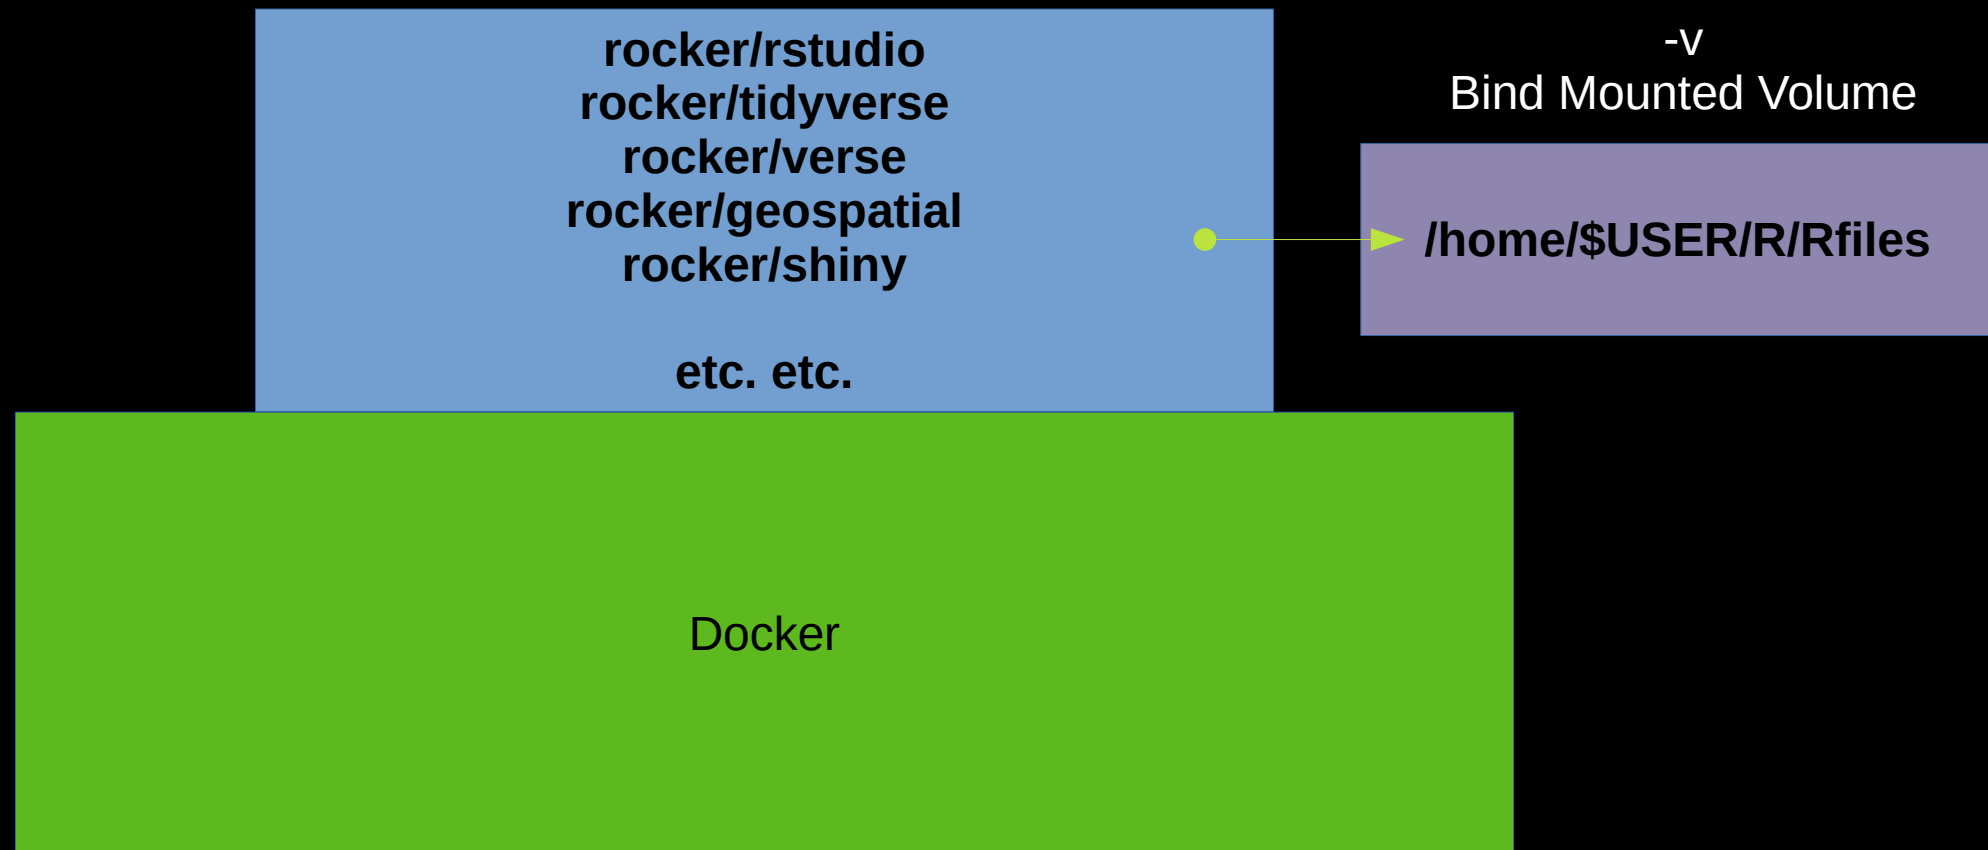 rocker/rstudio
rocker/tidyverse
rocker/verse
rocker/geospatial
rocker/shiny
etc. etc.
-v
Bind Mounted Volume
/home/$USER/R/Rfiles
Docker